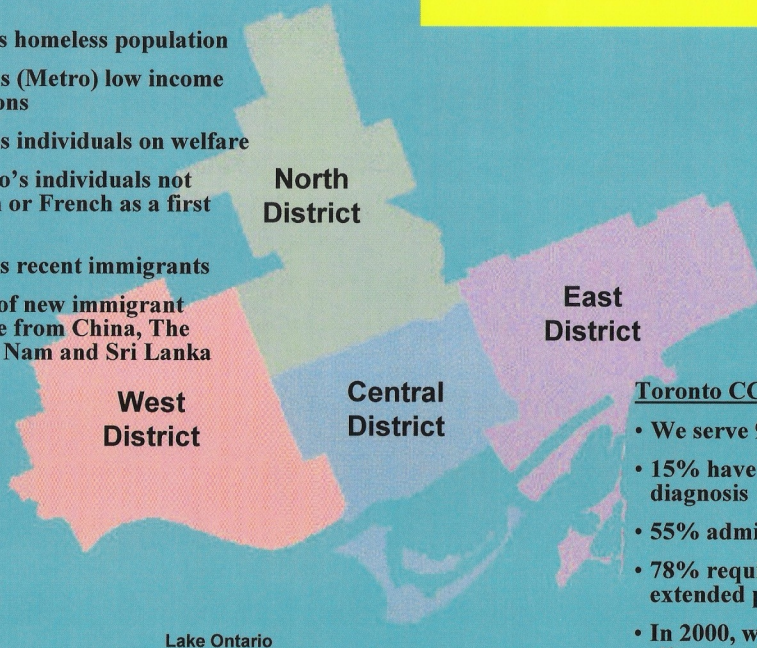 s homeless population
s (Metro) low income
ons
s individuals on welfare
o's individuals not
or French as a first
s recent immigrants
of new immigrant
e from China, The
Nam and Sri Lanka
North
District
East
District
West
District
Central
District
Toronto CC
• We serve
• 15% have
diagnosis
• 55% admi
• 78% requ
extended p
• In 2000, w
Lake Ontario